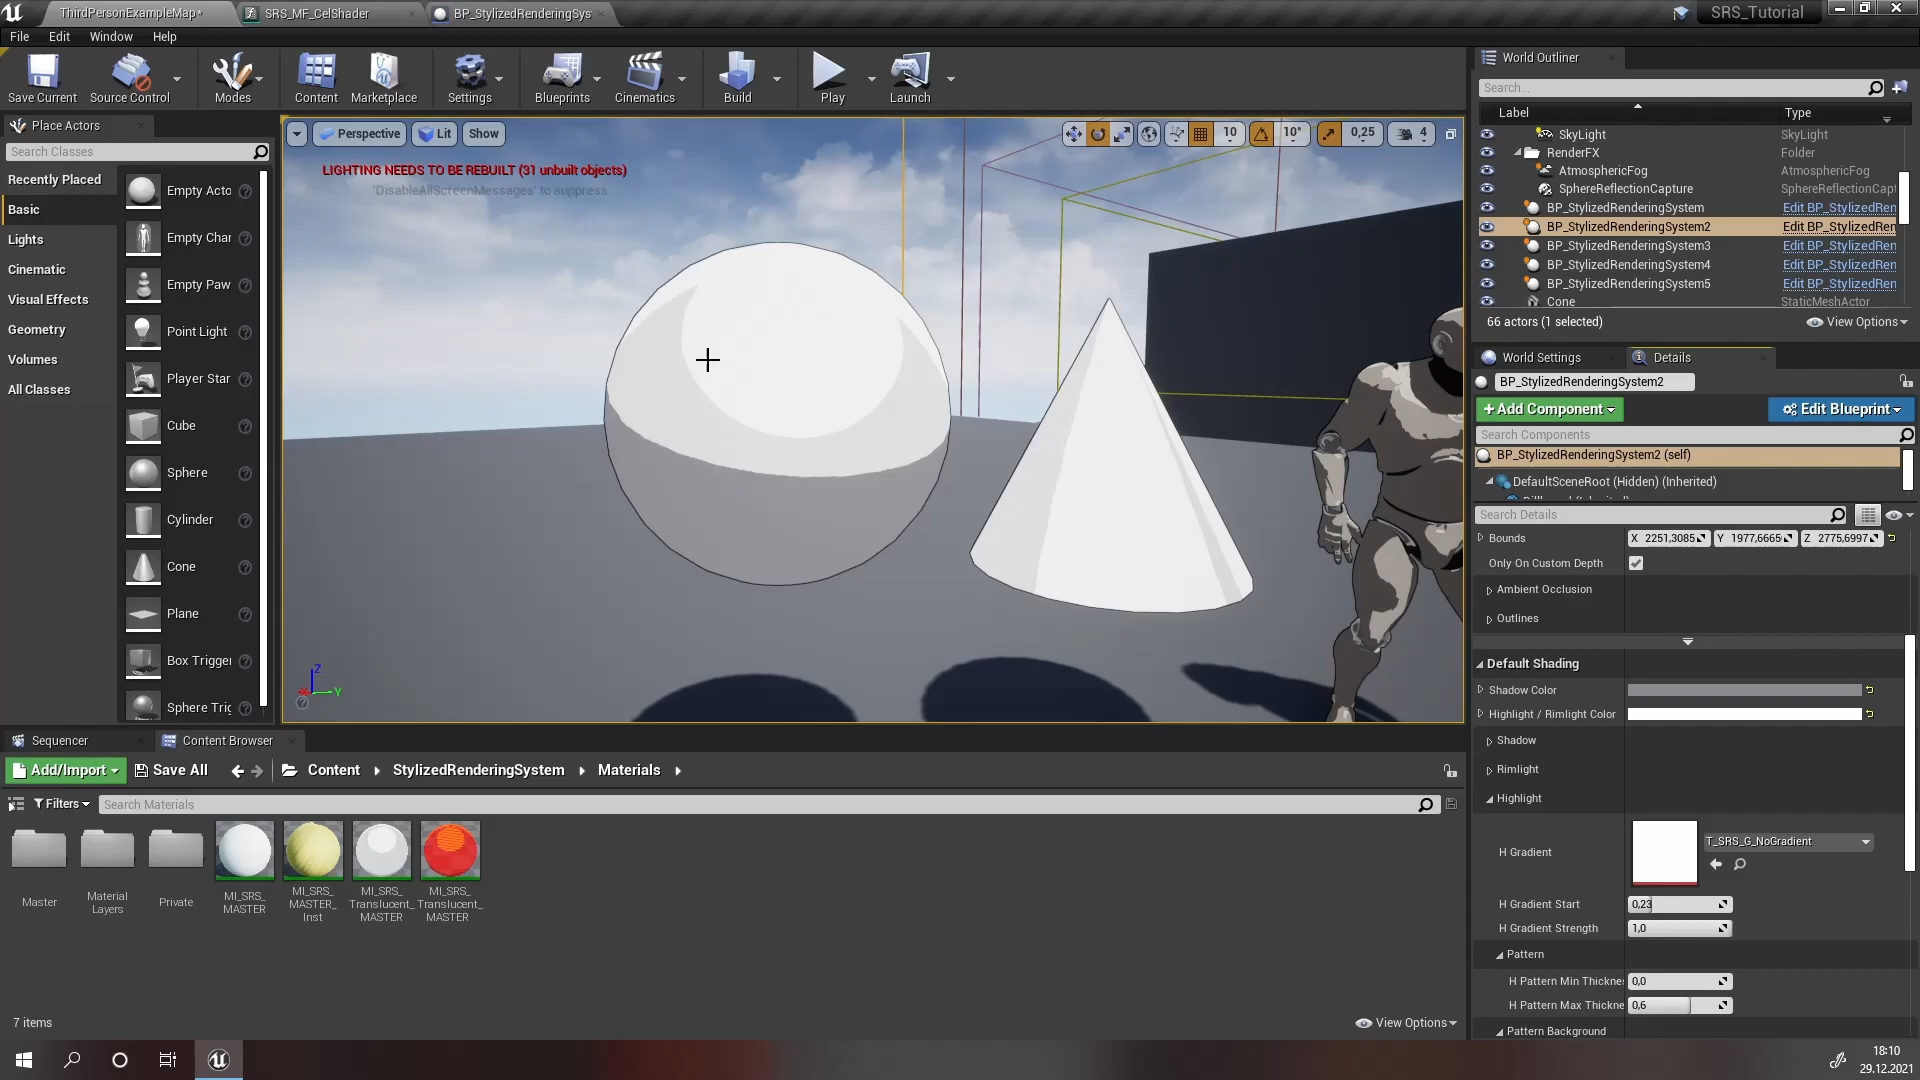 ThirdPersonExampleMap*
SRS_MF_CelShader
BP_StylizedRenderingSys
SRS_Tutorial
File Edit Window Help
Save Current
Source Control
Modes
Content
Marketplace
Settings
Blueprints
Cinematics
Build
Play
Launch
Place Actors
Search Classes
Recently Placed
Basic
Lights
Cinematic
Visual Effects
Geometry
Volumes
All Classes
Empty Acto
Empty Char
Empty Paw
Point Light
Player Star
Cube
Sphere
Cylinder
Cone
Plane
Box Trigger
Sphere Trig
Perspective Lit Show
10 10° 0,25 4
LIGHTING NEEDS TO BE REBUILT (31 unbuilt objects)
'DisableAllScreenMessages' to suppress
Z
X Y
World Outliner
Search...
Label Type
SkyLight SkyLight
RenderFX Folder
AtmosphericFog AtmosphericFog
SphereReflectionCapture SphereReflectionCapt
BP_StylizedRenderingSystem Edit BP_StylizedRen
BP_StylizedRenderingSystem2 Edit BP_StylizedRen
BP_StylizedRenderingSystem3 Edit BP_StylizedRen
BP_StylizedRenderingSystem4 Edit BP_StylizedRen
BP_StylizedRenderingSystem5 Edit BP_StylizedRen
Cone StaticMeshActor
66 actors (1 selected) View Options
World Settings Details
BP_StylizedRenderingSystem2
+Add Component Edit Blueprint
Search Components
BP_StylizedRenderingSystem2 (self)
DefaultSceneRoot (Hidden) (Inherited)
Search Details
Bounds X 2251,3085 Y 1977,6665 Z 2775,6997
Only On Custom Depth
Ambient Occlusion
Outlines
Default Shading
Shadow Color
Highlight / Rimlight Color
Shadow
Rimlight
Highlight
H Gradient T_SRS_G_NoGradient
H Gradient Start 0,23
H Gradient Strength 1,0
Pattern
H Pattern Min Thickne 0,0
H Pattern Max Thickne 0,6
Pattern Background
Sequencer Content Browser
Add/Import Save All Content StylizedRenderingSystem Materials
Filters Search Materials
Master
Material
Layers
Private
MI_SRS_
MASTER
MI_SRS_
MASTER_
Inst
MI_SRS_
Translucent_
MASTER
MI_SRS_
Translucent_
MASTER
7 items View Options
18:10
29.12.2021